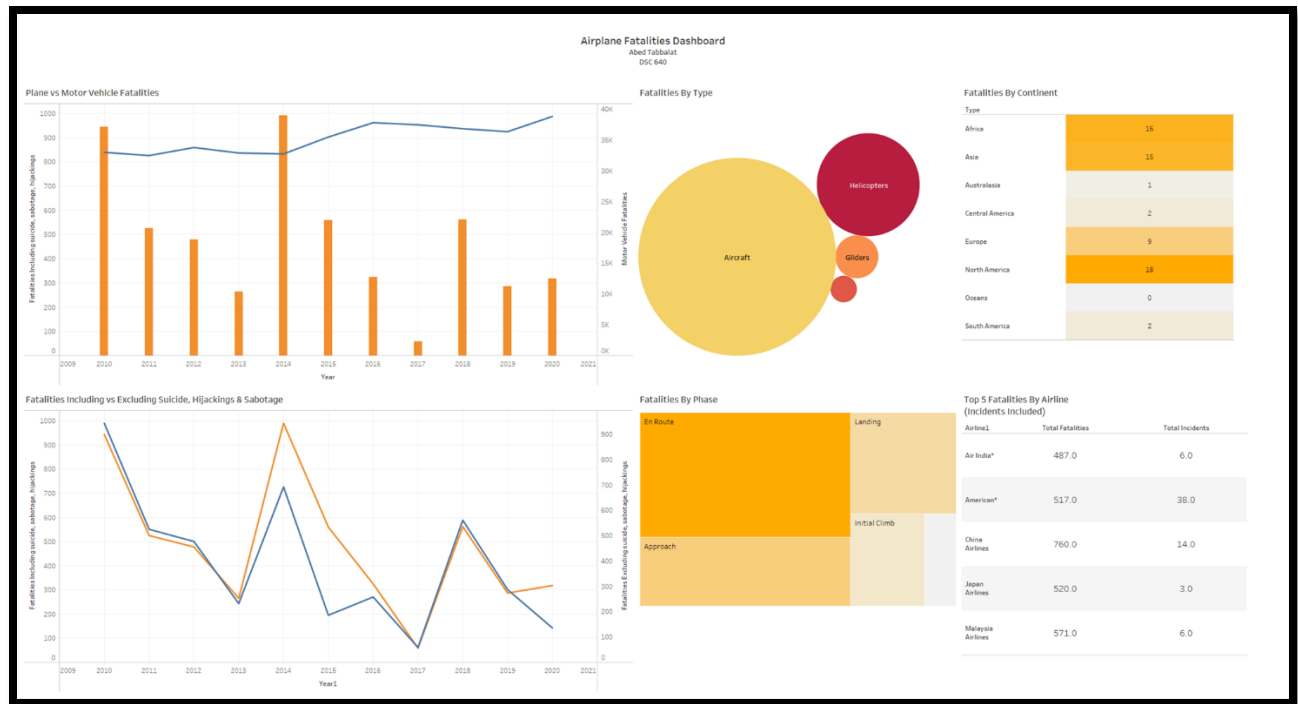 Airplane Fatalities Dashboard
Abed Tabbalat
DSC 640
Plane vs Motor Vehicle Fatalities
Fatalities Including suicide, sabotage, hijackings
1000
900
800
700
600
500
400
300
200
100
0
40K
35K
30K
25K
20K
15K
10K
5K
0K
Motor Vehicle Fatalities
2009 2010 2011 2012 2013 2014 2015 2016 2017 2018 2019 2020 2021
Year
Fatalities By Type
Aircraft
Helicopters
Gliders
Fatalities By Continent
Type
Africa 16
Asia 15
Australasia 1
Central America 2
Europe 9
North America 18
Oceans 0
South America 2
Fatalities Including vs Excluding Suicide, Hijackings & Sabotage
Fatalities Including suicide, sabotage, hijackings
1000
900
800
700
600
500
400
300
200
100
0
900
800
700
600
500
400
300
200
100
0
Fatalities Excluding suicide, sabotage, hijackings
2009 2010 2011 2012 2013 2014 2015 2016 2017 2018 2019 2020 2021
Year1
Fatalities By Phase
En Route
Landing
Approach
Initial Climb
Top 5 Fatalities By Airline
(Incidents Included)
Airline1 Total Fatalities Total Incidents
Air India* 487.0 6.0
American* 517.0 38.0
China
Airlines 760.0 14.0
Japan
Airlines 520.0 3.0
Malaysia
Airlines 571.0 6.0